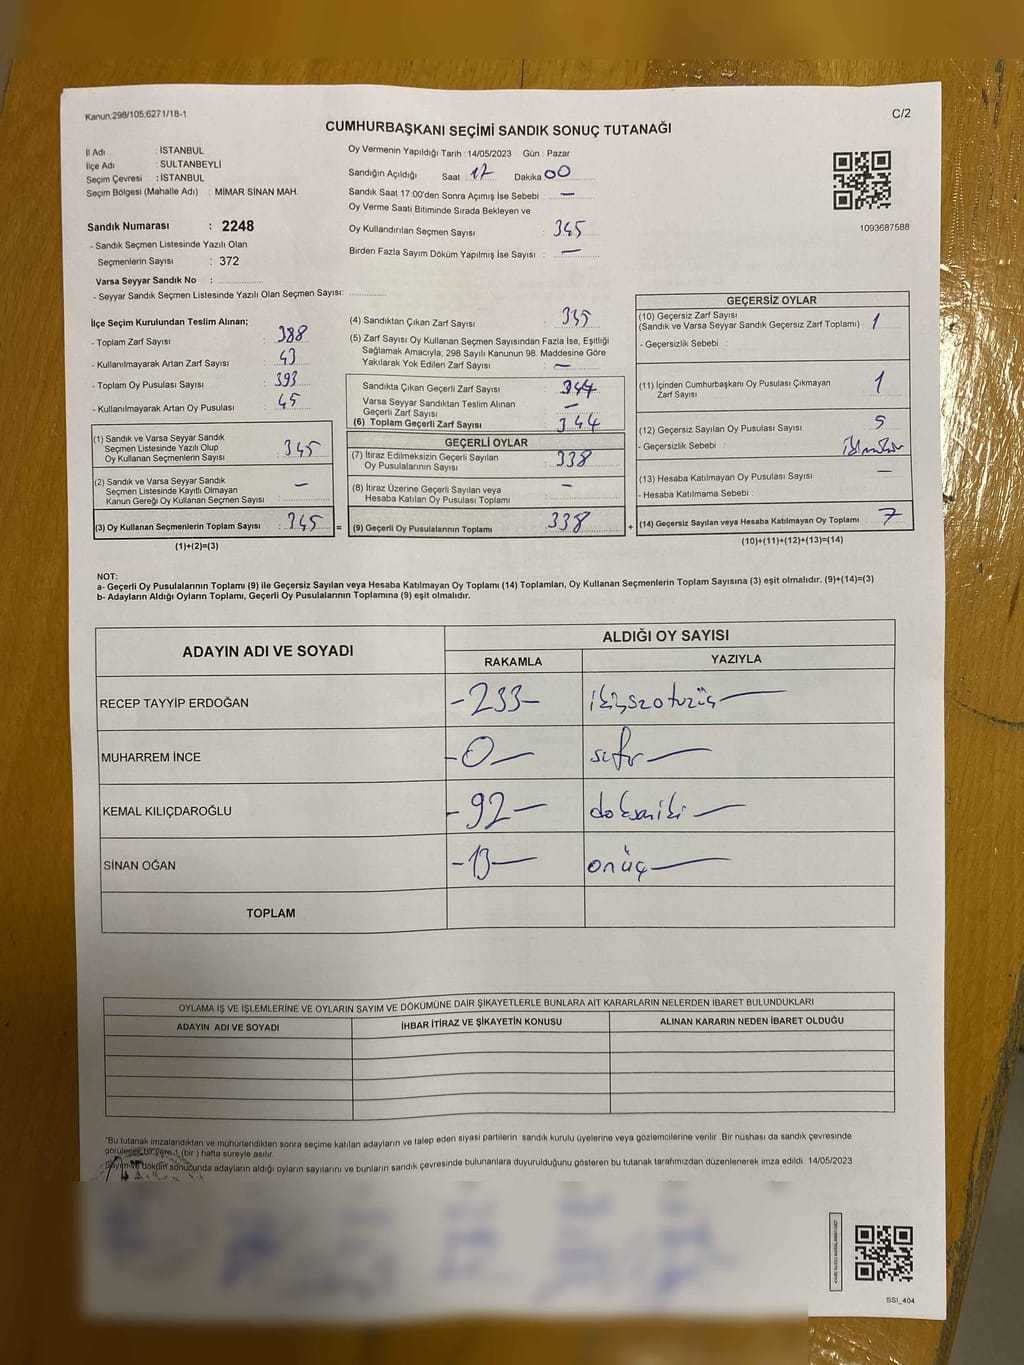 Kanun:298/105;6271/18-1
C/2
CUMHURBAŞKANI SEÇİMİ SANDIK SONUÇ TUTANAĞI
İl Adı : İSTANBUL
İlçe Adı : SULTANBEYLİ
Seçim Çevresi : İSTANBUL
Seçim Bölgesi (Mahalle Adı) : MİMAR SİNAN MAH.
Sandık Numarası : 2248
- Sandık Seçmen Listesinde Yazılı Olan
Seçmenlerin Sayısı : 372
Varsa Seyyar Sandık No :
- Seyyar Sandık Seçmen Listesinde Yazılı Olan Seçmen Sayısı:
Oy Vermenin Yapıldığı Tarih : 14/05/2023 Gün : Pazar
Sandığın Açıldığı Saat : 17 Dakika 00
Sandık Saat 17:00'den Sonra Açımış İse Sebebi : —
Oy Verme Saati Bitiminde Sırada Bekleyen ve
Oy Kullandırılan Seçmen Sayısı : 345
Birden Fazla Sayım Döküm Yapılmış İse Sayısı : —
1093687588
İlçe Seçim Kurulundan Teslim Alınan;
- Toplam Zarf Sayısı : 388
- Kullanılmayarak Artan Zarf Sayısı : 43
- Toplam Oy Pusulası Sayısı : 393
- Kullanılmayarak Artan Oy Pusulası : 45
(1) Sandık ve Varsa Seyyar Sandık
Seçmen Listesinde Yazılı Olup
Oy Kullanan Seçmenlerin Sayısı : 345
(2) Sandık ve Varsa Seyyar Sandık
Seçmen Listesinde Kayıtlı Olmayan
Kanun Gereği Oy Kullanan Seçmen Sayısı : —
(3) Oy Kullanan Seçmenlerin Toplam Sayısı : 345 =
(1)+(2)=(3)
(4) Sandıktan Çıkan Zarf Sayısı : 335
(5) Zarf Sayısı Oy Kullanan Seçmen Sayısından Fazla İse, Eşitliği
Sağlamak Amacıyla; 298 Sayılı Kanunun 98. Maddesine Göre
Yakılarak Yok Edilen Zarf Sayısı : —
Sandıkta Çıkan Geçerli Zarf Sayısı : 344
Varsa Seyyar Sandıktan Teslim Alınan
Geçerli Zarf Sayısı : —
(6) Toplam Geçerli Zarf Sayısı : 344
GEÇERLİ OYLAR
(7) İtiraz Edilmeksizin Geçerli Sayılan
Oy Pusulalarının Sayısı : 338
(8) İtiraz Üzerine Geçerli Sayılan veya
Hesaba Katılan Oy Pusulası Toplamı : —
(9) Geçerli Oy Pusulalarının Toplamı : 338 +
GEÇERSİZ OYLAR
(10) Geçersiz Zarf Sayısı
(Sandık ve Varsa Seyyar Sandık Geçersiz Zarf Toplamı) : 1
- Geçersizlik Sebebi :
(11) İçinden Cumhurbaşkanı Oy Pusulası Çıkmayan
Zarf Sayısı : 1
(12) Geçersiz Sayılan Oy Pusulası Sayısı : 5
- Geçersizlik Sebebi :
(13) Hesaba Katılmayan Oy Pusulası Sayısı : —
- Hesaba Katılmama Sebebi :
(14) Geçersiz Sayılan veya Hesaba Katılmayan Oy Toplamı : 7
(10)+(11)+(12)+(13)=(14)
NOT:
a- Geçerli Oy Pusulalarının Toplamı (9) ile Geçersiz Sayılan veya Hesaba Katılmayan Oy Toplamı (14) Toplamları, Oy Kullanan Seçmenlerin Toplam Sayısına (3) eşit olmalıdır. (9)+(14)=(3)
b- Adayların Aldığı Oyların Toplamı, Geçerli Oy Pusulalarının Toplamına (9) eşit olmalıdır.
ADAYIN ADI VE SOYADI
ALDIĞI OY SAYISI
RAKAMLA YAZIYLA
RECEP TAYYİP ERDOĞAN -233- ikiyüzotuzüç
MUHARREM İNCE -0- sıfır
KEMAL KILIÇDAROĞLU -92- doksaniki
SİNAN OĞAN -13- onüç
TOPLAM
OYLAMA İŞ VE İŞLEMLERİNE VE OYLARIN SAYIM VE DÖKÜMÜNE DAİR ŞİKAYETLERLE BUNLARA AİT KARARLARIN NELERDEN İBARET BULUNDUKLARI
ADAYIN ADI VE SOYADI İHBAR İTİRAZ VE ŞİKAYETİN KONUSU ALINAN KARARIN NEDEN İBARET OLDUĞU
*Bu tutanak imzalandıktan ve mühürlendikten sonra seçime katılan adayların ve talep eden siyasi partilerin sandık kurulu üyelerine veya gözlemcilerine verilir. Bir nüshası da sandık çevresinde
görülecek bir yere 1 (bir ) hafta süreyle asılır.
- Sayım ve döküm sonucunda adayların aldığı oyların sayılarını ve bunların sandık çevresinde bulunanlara duyurulduğunu gösteren bu tutanak tarafımızdan düzenlenerek imza edildi. 14/05/2023
SSI_404